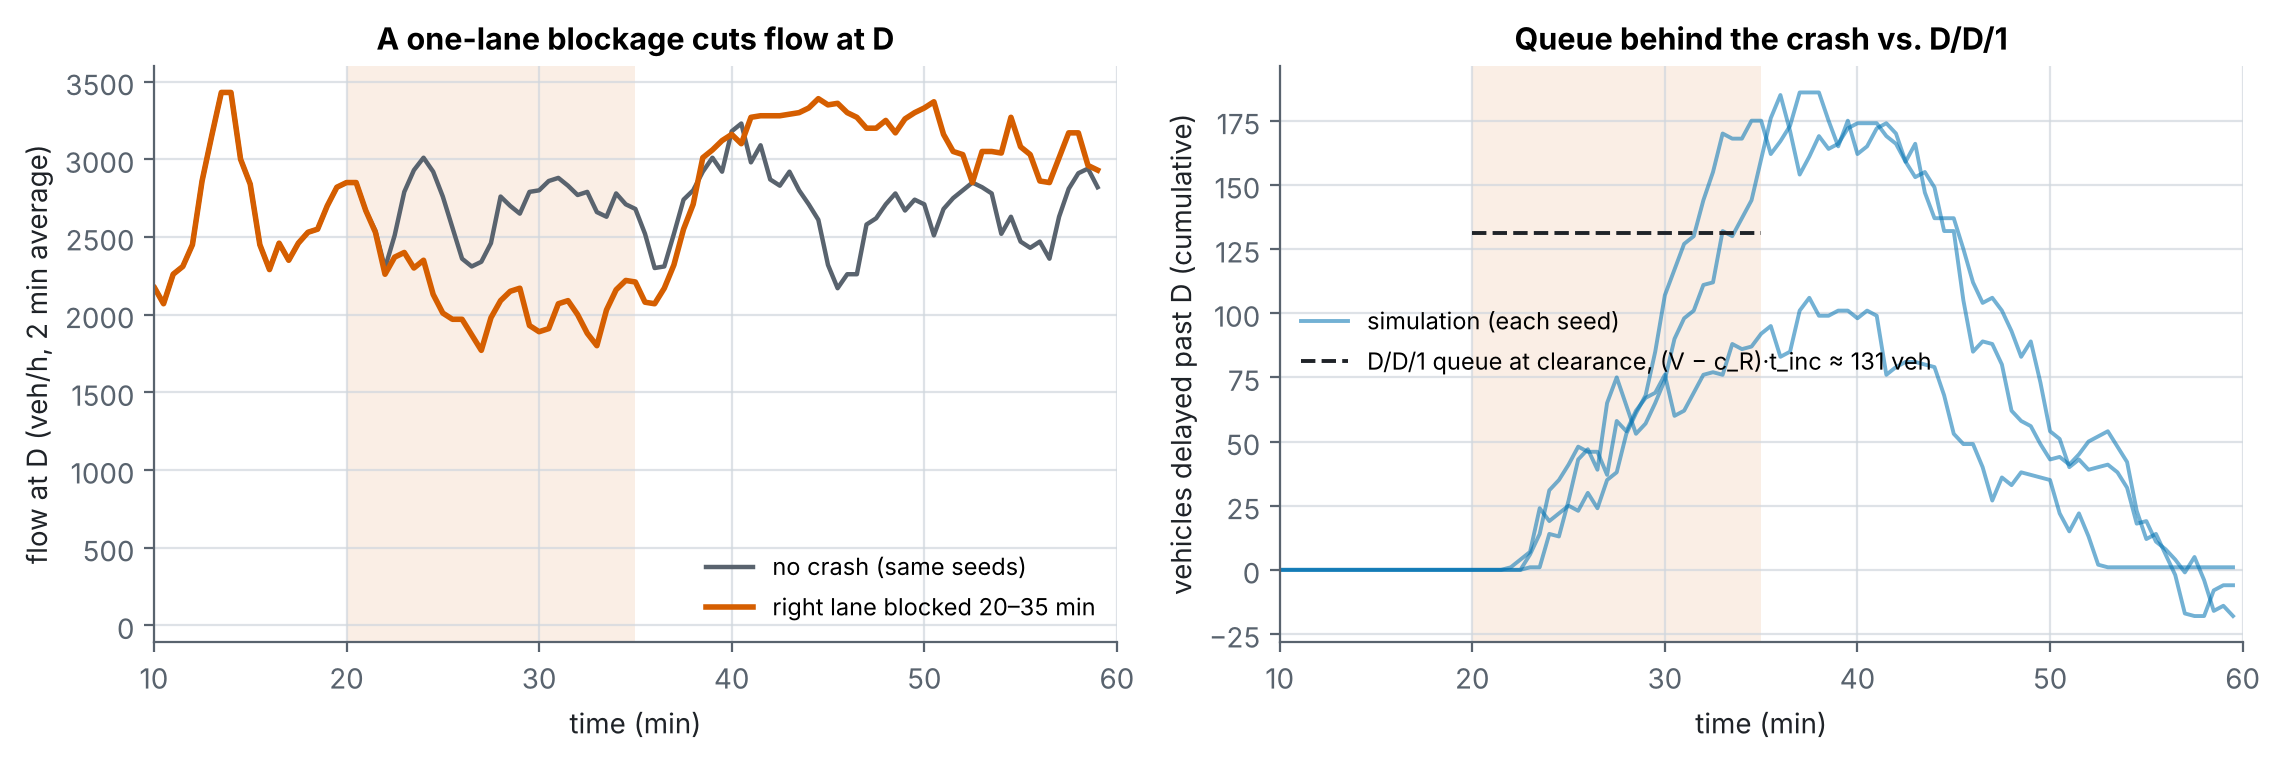 A one-lane blockage cuts flow at D
flow at D (veh/h, 2 min average)
3500
3000
2500
2000
1500
1000
500
0
no crash (same seeds)
right lane blocked 20–35 min
10 20 30 40 50 60
time (min)
Queue behind the crash vs. D/D/1
vehicles delayed past D (cumulative)
175
150
125
100
75
50
25
0
−25
simulation (each seed)
D/D/1 queue at clearance, (V − c_R)·t_inc ≈ 131 veh
10 20 30 40 50 60
time (min)